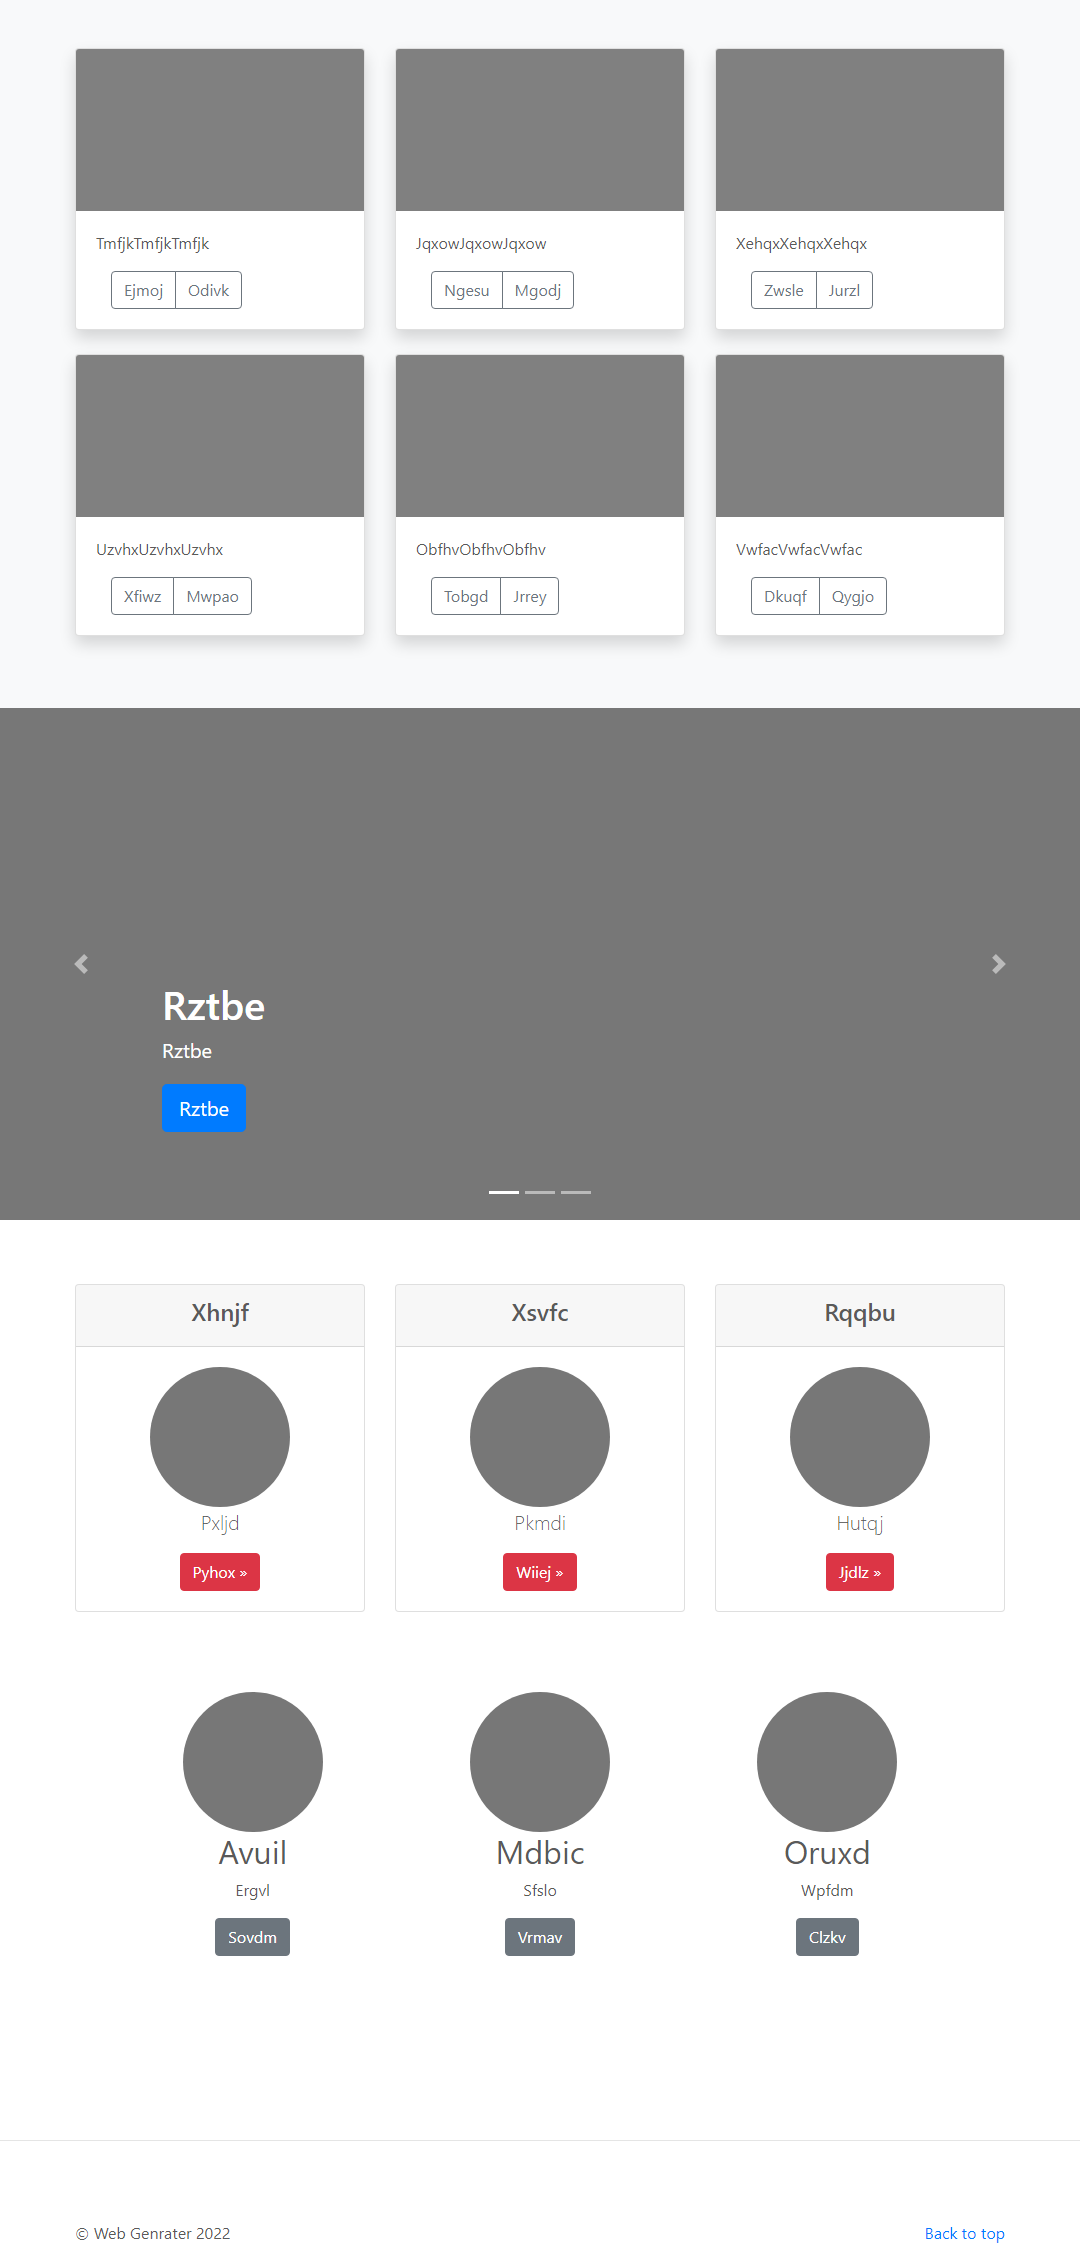 TmfjkTmfjkTmfjk JqxowJqxowJqxow XehqxXehqxXehqx
Ejmoj Odivk Ngesu Mgodj Zwsle Jurzl
UzvhxUzvhxUzvhx ObfhvObfhvObfhv VwfacVwfacVwfac
Xfiwz Mwpao Tobgd Jrrey Dkuqf Qygjo
Rztbe
Rztbe
Rztbe
Xhnjf Xsvfc Rqqbu
Pxljd Pkmdi Hutqj
Pyhox » Wiiej » Jjdlz »
Avuil Mdbic Oruxd
Ergvl Sfslo Wpfdm
Sovdm Vrmav Clzkv
© Web Genrater 2022 Back to top